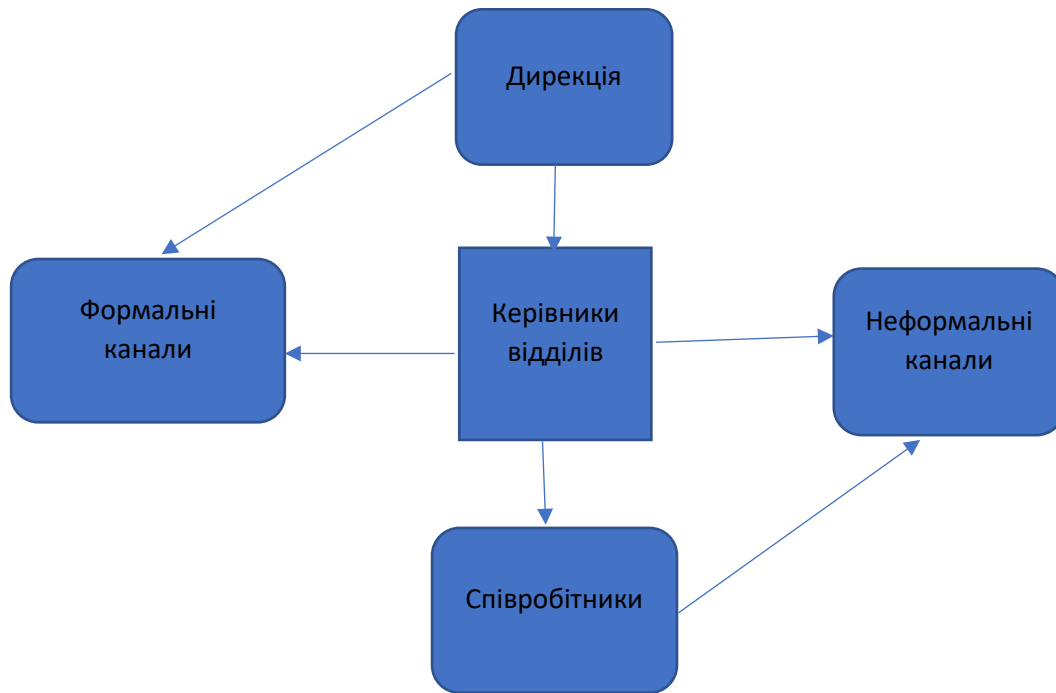 Дирекція
Формальні
канали
Керівники
відділів
Неформальні
канали
Співробітники